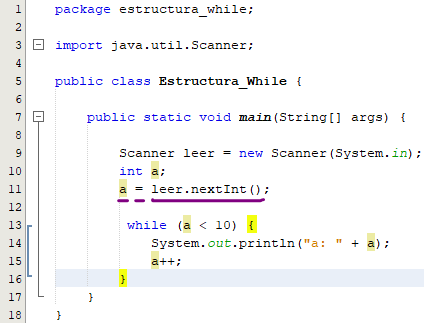 1 package estructura_while;
2
3 import java.util.Scanner;
4
5 public class Estructura_While {
6
7 public static void main(String[] args) {
8
9 Scanner leer = new Scanner(System.in);
10 int a;
11 a = leer.nextInt();
12
13 while (a < 10) {
14 System.out.println("a: " + a);
15 a++;
16 }
17 }
18 }